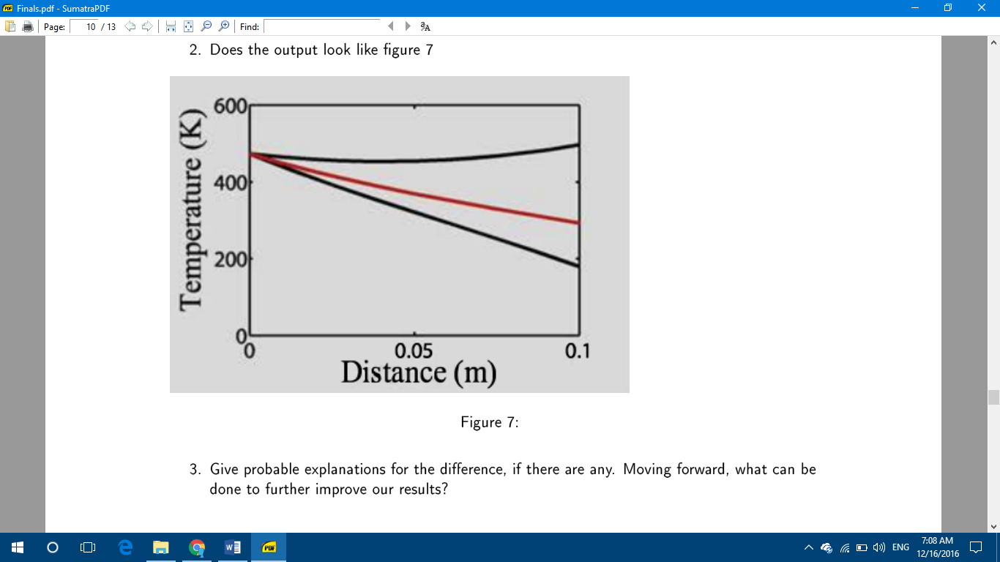 Finals.pdf - SumatraPDF
Page: 10 / 13 Find:
2. Does the output look like figure 7
600
400
200
0
Temperature (K)
0 0.05 0.1
Distance (m)
Figure 7:
3. Give probable explanations for the difference, if there are any. Moving forward, what can be
done to further improve our results?
ENG
7:08 AM
12/16/2016